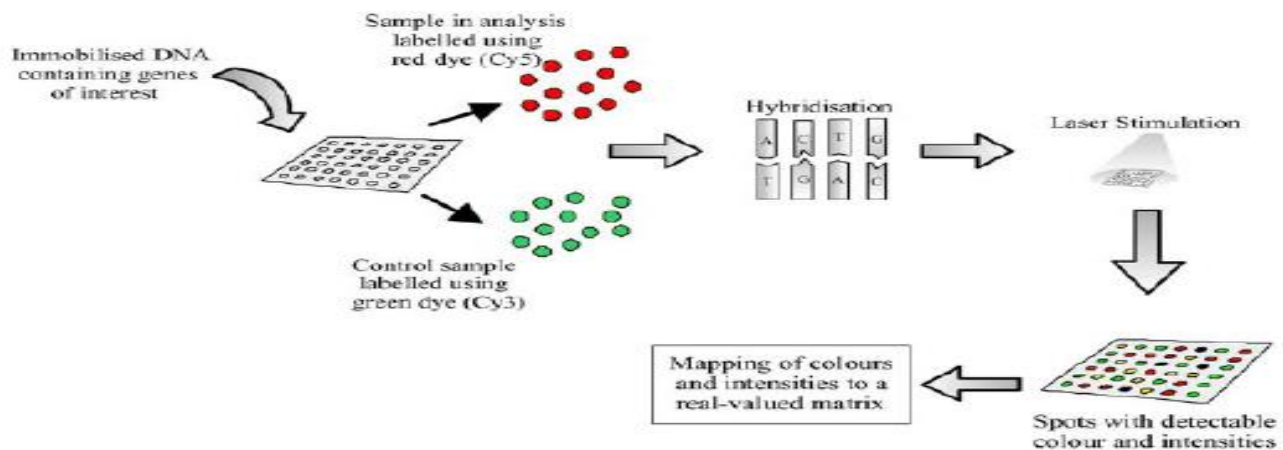 Immobilised DNA
containing genes
of interest
Sample in analysis
labelled using
red dye (Cy5)
Control sample
labelled using
green dye (Cy3)
Hybridisation
A C T G
T G A C
Laser Stimulation
Spots with detectable
colour and intensities
Mapping of colours
and intensities to a
real-valued matrix